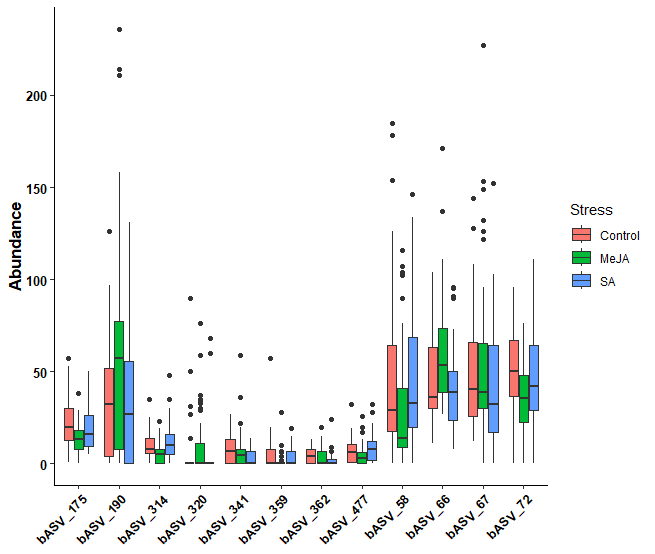 Abundance
200
150
100
50
0
bASV_175
bASV_190
bASV_314
bASV_320
bASV_341
bASV_359
bASV_362
bASV_477
bASV_58
bASV_66
bASV_67
bASV_72
Stress
Control
MeJA
SA